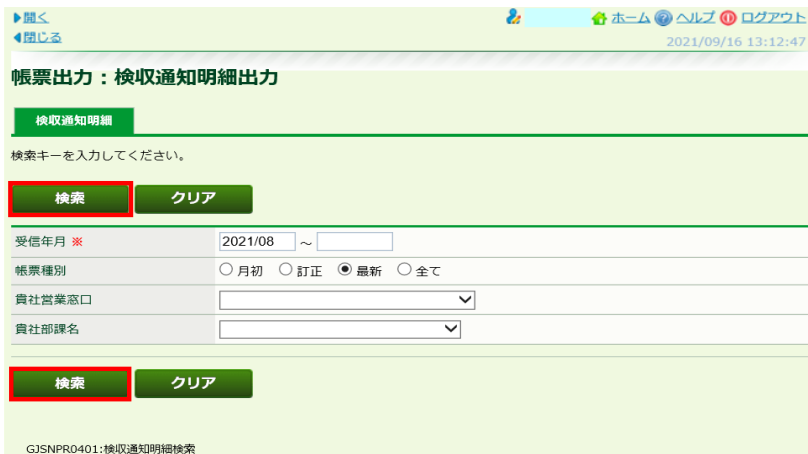 ▶開く
ホーム ヘルプ ログアウト
◀閉じる
2021/09/16 13:12:47
帳票出力：検収通知明細出力
検収通知明細
検索キーを入力してください。
検索 クリア
受信年月 ※ 2021/08 ～
帳票種別 月初 訂正 最新 全て
貴社営業窓口
貴社部課名
検索 クリア
GJSNPR0401:検収通知明細検索